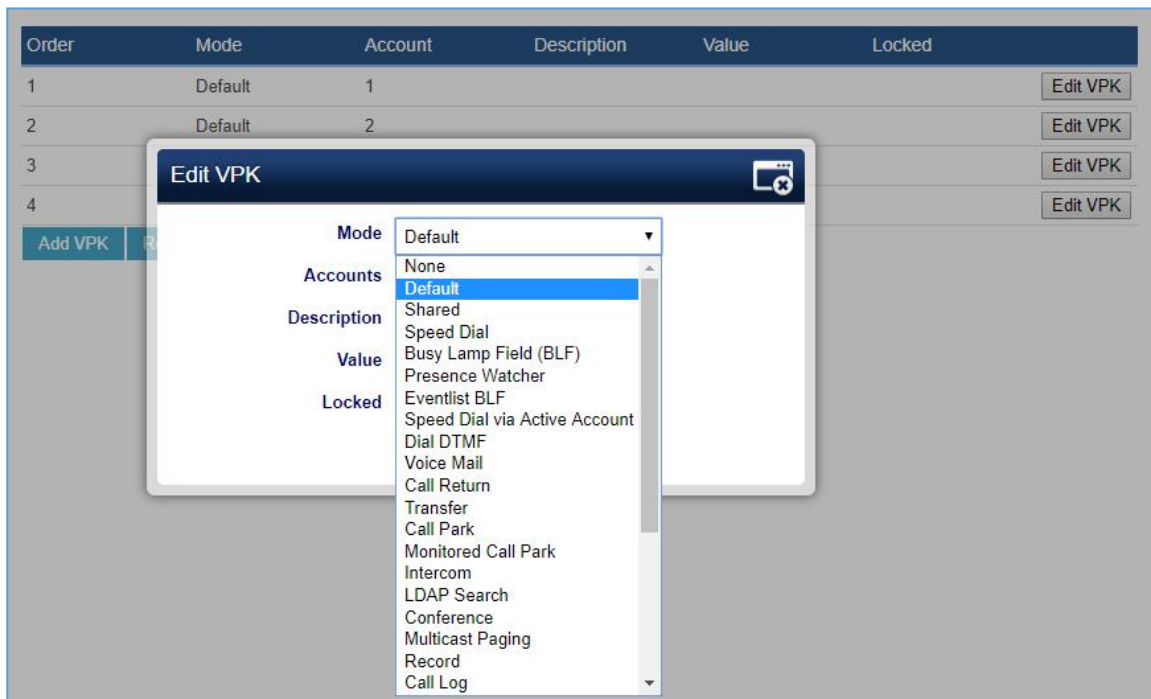 Order Mode Account Description Value Locked
1 Default 1 Edit VPK
2 Default 2 Edit VPK
3 Edit VPK
4 Edit VPK
Add VPK
Edit VPK
Mode Default
Accounts
Description
Value
Locked
None
Default
Shared
Speed Dial
Busy Lamp Field (BLF)
Presence Watcher
Eventlist BLF
Speed Dial via Active Account
Dial DTMF
Voice Mail
Call Return
Transfer
Call Park
Monitored Call Park
Intercom
LDAP Search
Conference
Multicast Paging
Record
Call Log